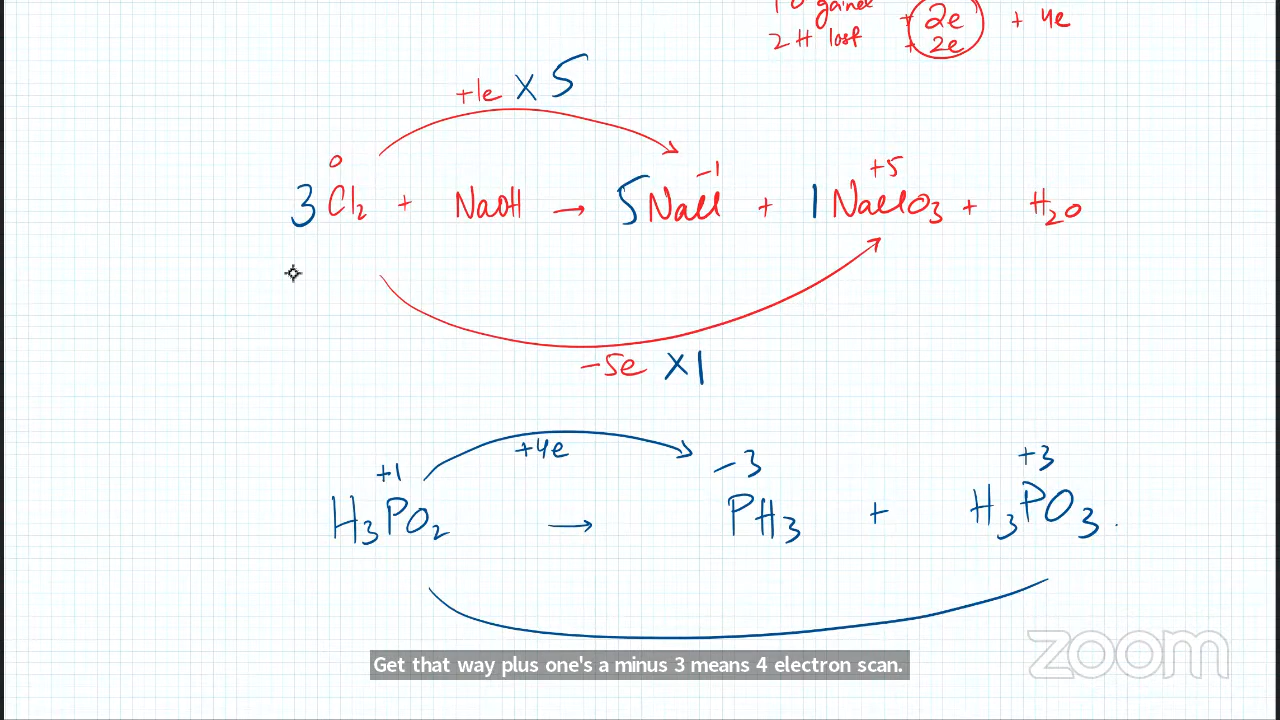 gained + 2e + 4e
2 H lost + 2e
+1e × 5
0 -1 +5
3 Cl₂ + NaOH → 5 NaCl + 1 NaClO₃ + H₂O
-5e × 1
+4e
+1 -3 +3
H₃PO₂ → PH₃ + H₃PO₃.
zoom
Get that way plus one's a minus 3 means 4 electron scan.